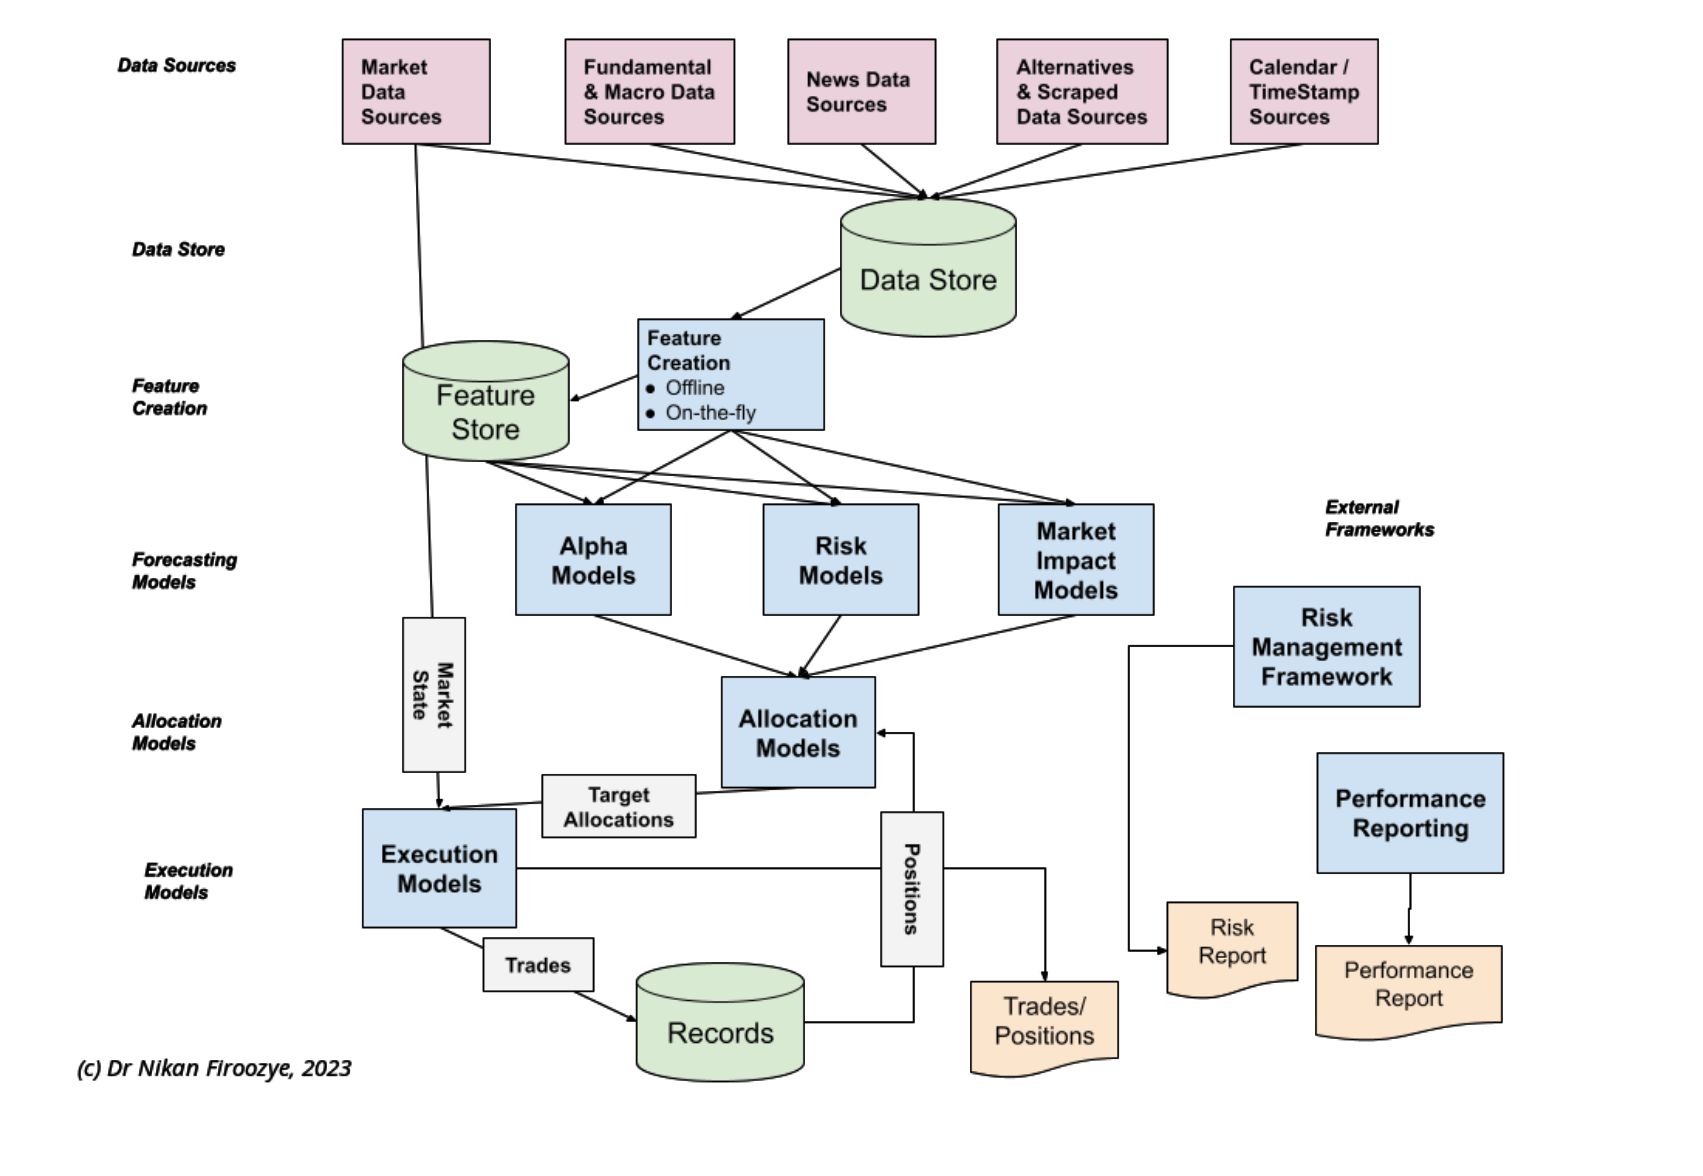 Data Sources
Market
Data
Sources
Fundamental
& Macro Data
Sources
News Data
Sources
Alternatives
& Scraped
Data Sources
Calendar /
TimeStamp
Sources
Data Store
Data Store
Feature
Creation
Feature
Store
Feature
Creation
● Offline
● On-the-fly
Forecasting
Models
Alpha
Models
Risk
Models
Market
Impact
Models
External
Frameworks
Risk
Management
Framework
Allocation
Models
Market
State
Allocation
Models
Target
Allocations
Performance
Reporting
Execution
Models
Execution
Models
Positions
Trades
Records
Trades/
Positions
Risk
Report
Performance
Report
(c) Dr Nikan Firoozye, 2023